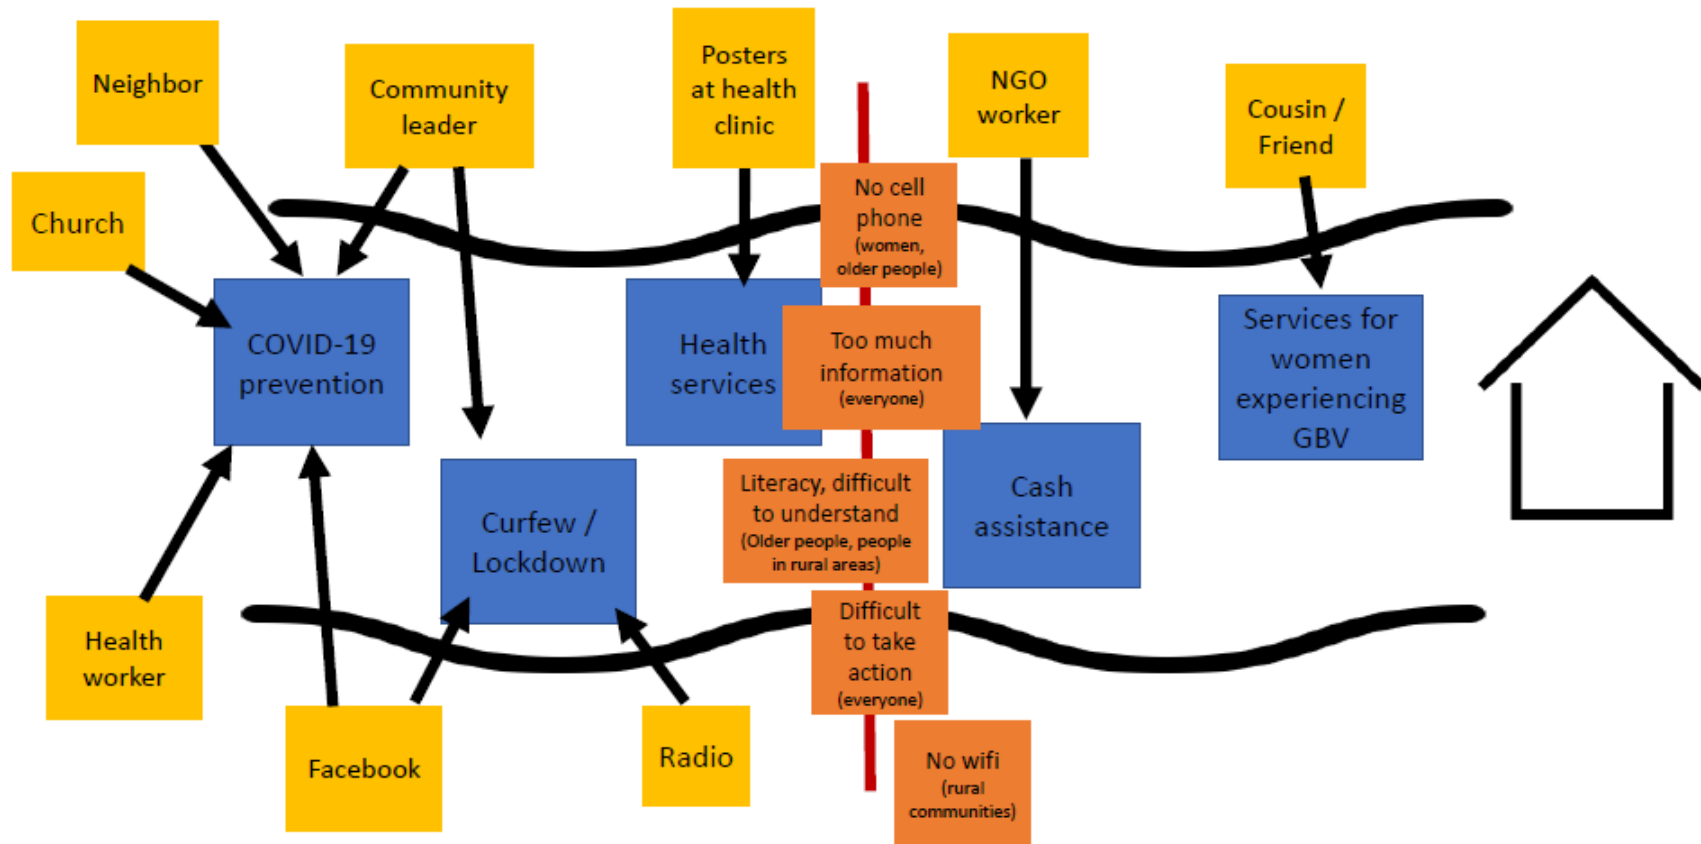 Neighbor
Community
leader
Posters
at health
clinic
NGO
worker
Cousin /
Friend
Church
No cell
phone
(women,
older people)
COVID-19
prevention
Health
services
Too much
information
(everyone)
Services for
women
experiencing
GBV
Curfew /
Lockdown
Literacy, difficult
to understand
(Older people, people
in rural areas)
Cash
assistance
Health
worker
Difficult
to take
action
(everyone)
Facebook
Radio
No wifi
(rural
communities)